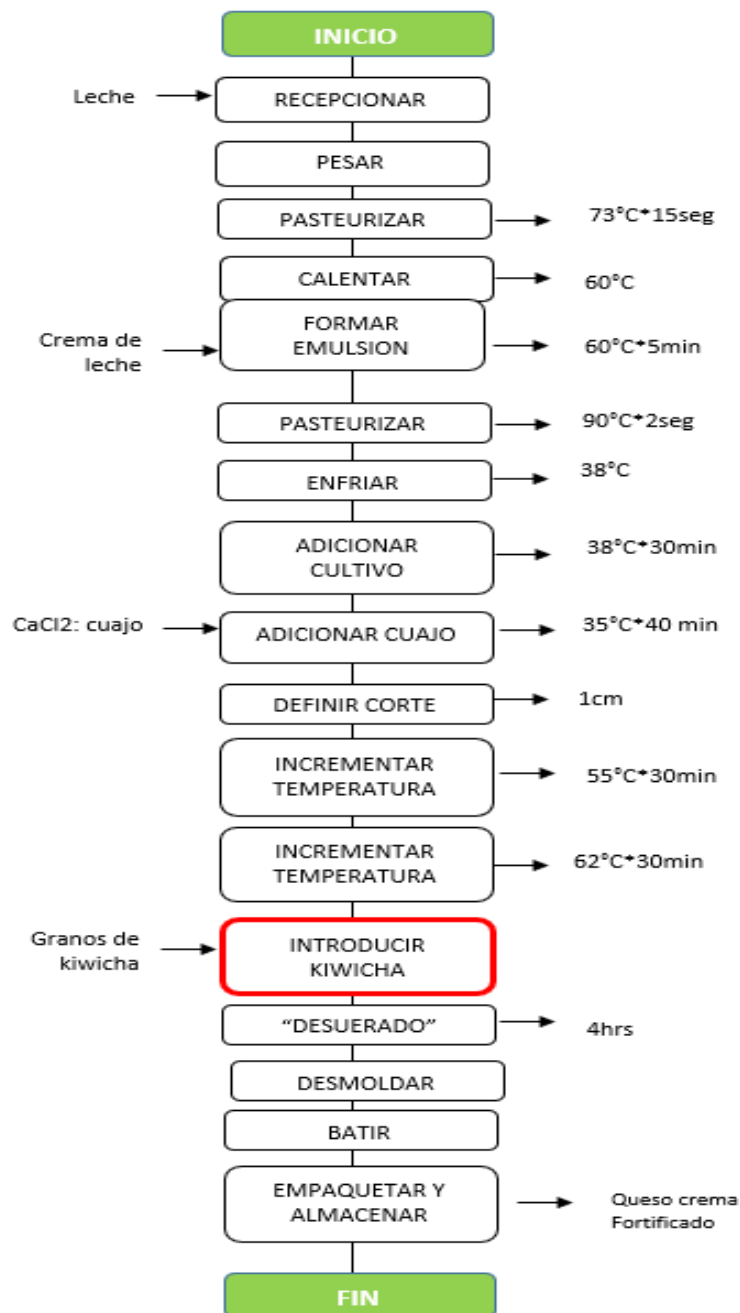 INICIO
Leche
RECEPCIONAR
PESAR
PASTEURIZAR
73°C*15seg
CALENTAR
60°C
Crema de
leche
FORMAR
EMULSION
60°C*5min
PASTEURIZAR
90°C*2seg
ENFRIAR
38°C
ADICIONAR
CULTIVO
38°C*30min
CaCl2: cuajo
ADICIONAR CUAJO
35°C*40 min
DEFINIR CORTE
1cm
INCREMENTAR
TEMPERATURA
55°C*30min
INCREMENTAR
TEMPERATURA
62°C*30min
Granos de
kiwicha
INTRODUCIR
KIWICHA
“DESUERADO”
4hrs
DESMOLDAR
BATIR
EMPAQUETAR Y
ALMACENAR
Queso crema
Fortificado
FIN